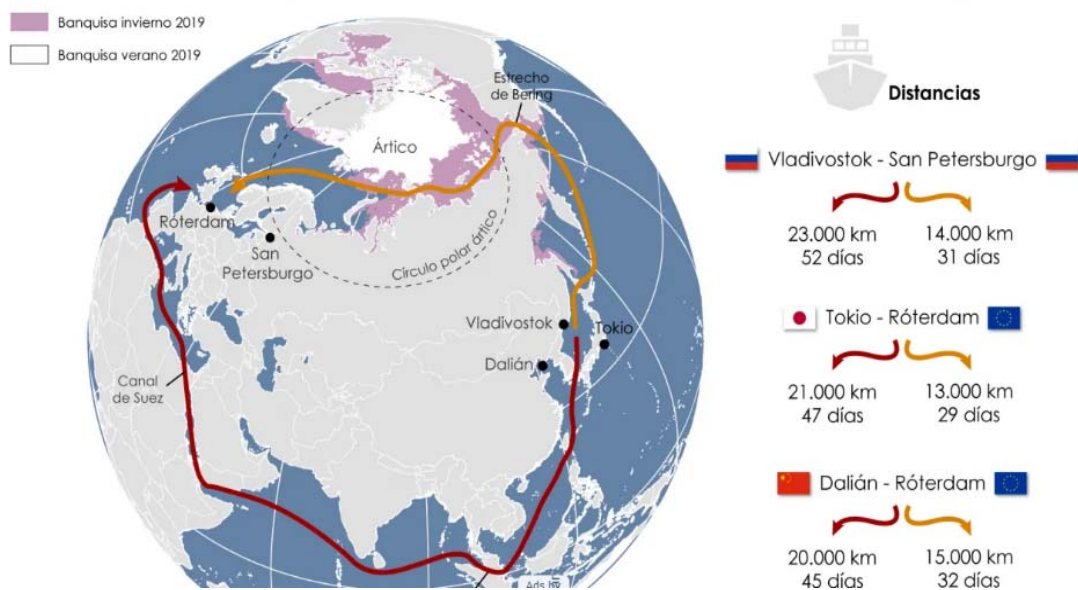 Banquisa invierno 2019
Banquisa verano 2019
Estrecho
de Bering
Ártico
Róterdam
San
Petersburgo
Círculo polar ártico
Vladivostok
Tokio
Dalián
Canal
de Suez
Distancias
Vladivostok - San Petersburgo
23.000 km 14.000 km
52 días 31 días
Tokio - Róterdam
21.000 km 13.000 km
47 días 29 días
Dalián - Róterdam
20.000 km 15.000 km
45 días 32 días